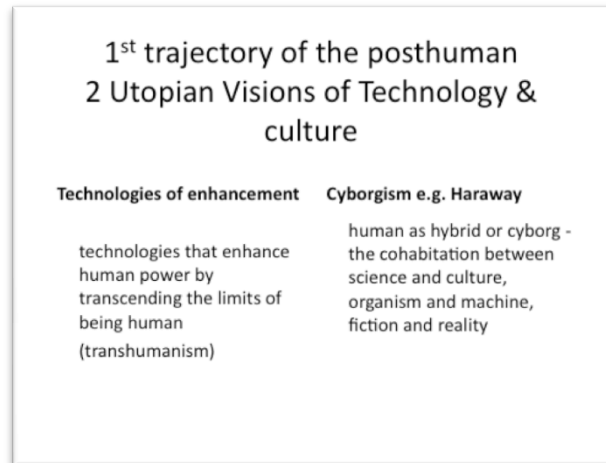 1st trajectory of the posthuman
2 Utopian Visions of Technology &
culture
Technologies of enhancement
technologies that enhance
human power by
transcending the limits of
being human
(transhumanism)
Cyborgism e.g. Haraway
human as hybrid or cyborg -
the cohabitation between
science and culture,
organism and machine,
fiction and reality